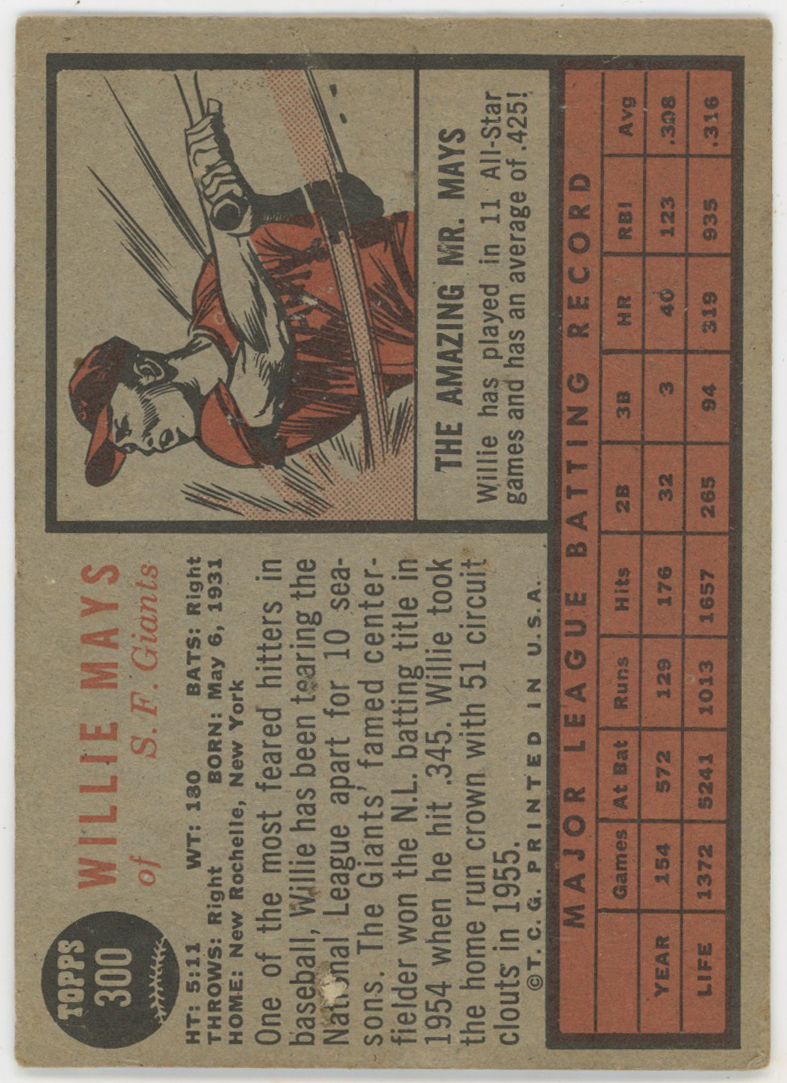 TOPPS
300
WILLIE MAYS
of S. F. Giants
HT: 5:11 WT: 180 BATS: Right
THROWS: Right BORN: May 6, 1931
HOME: New Rochelle, New York
One of the most feared hitters in
baseball, Willie has been tearing the
National League apart for 10 sea-
sons. The Giants' famed center-
fielder won the N.L. batting title in
1954 when he hit .345. Willie took
the home run crown with 51 circuit
clouts in 1955.
© T. C. G. PRINTED IN U.S.A.
THE AMAZING MR. MAYS
Willie has played in 11 All-Star
games and has an average of .425!
MAJOR LEAGUE BATTING RECORD
Games At Bat Runs Hits 2B 3B HR RBI Avg
YEAR 154 572 129 176 32 3 40 123 .308
LIFE 1372 5241 1013 1657 265 94 319 935 .316